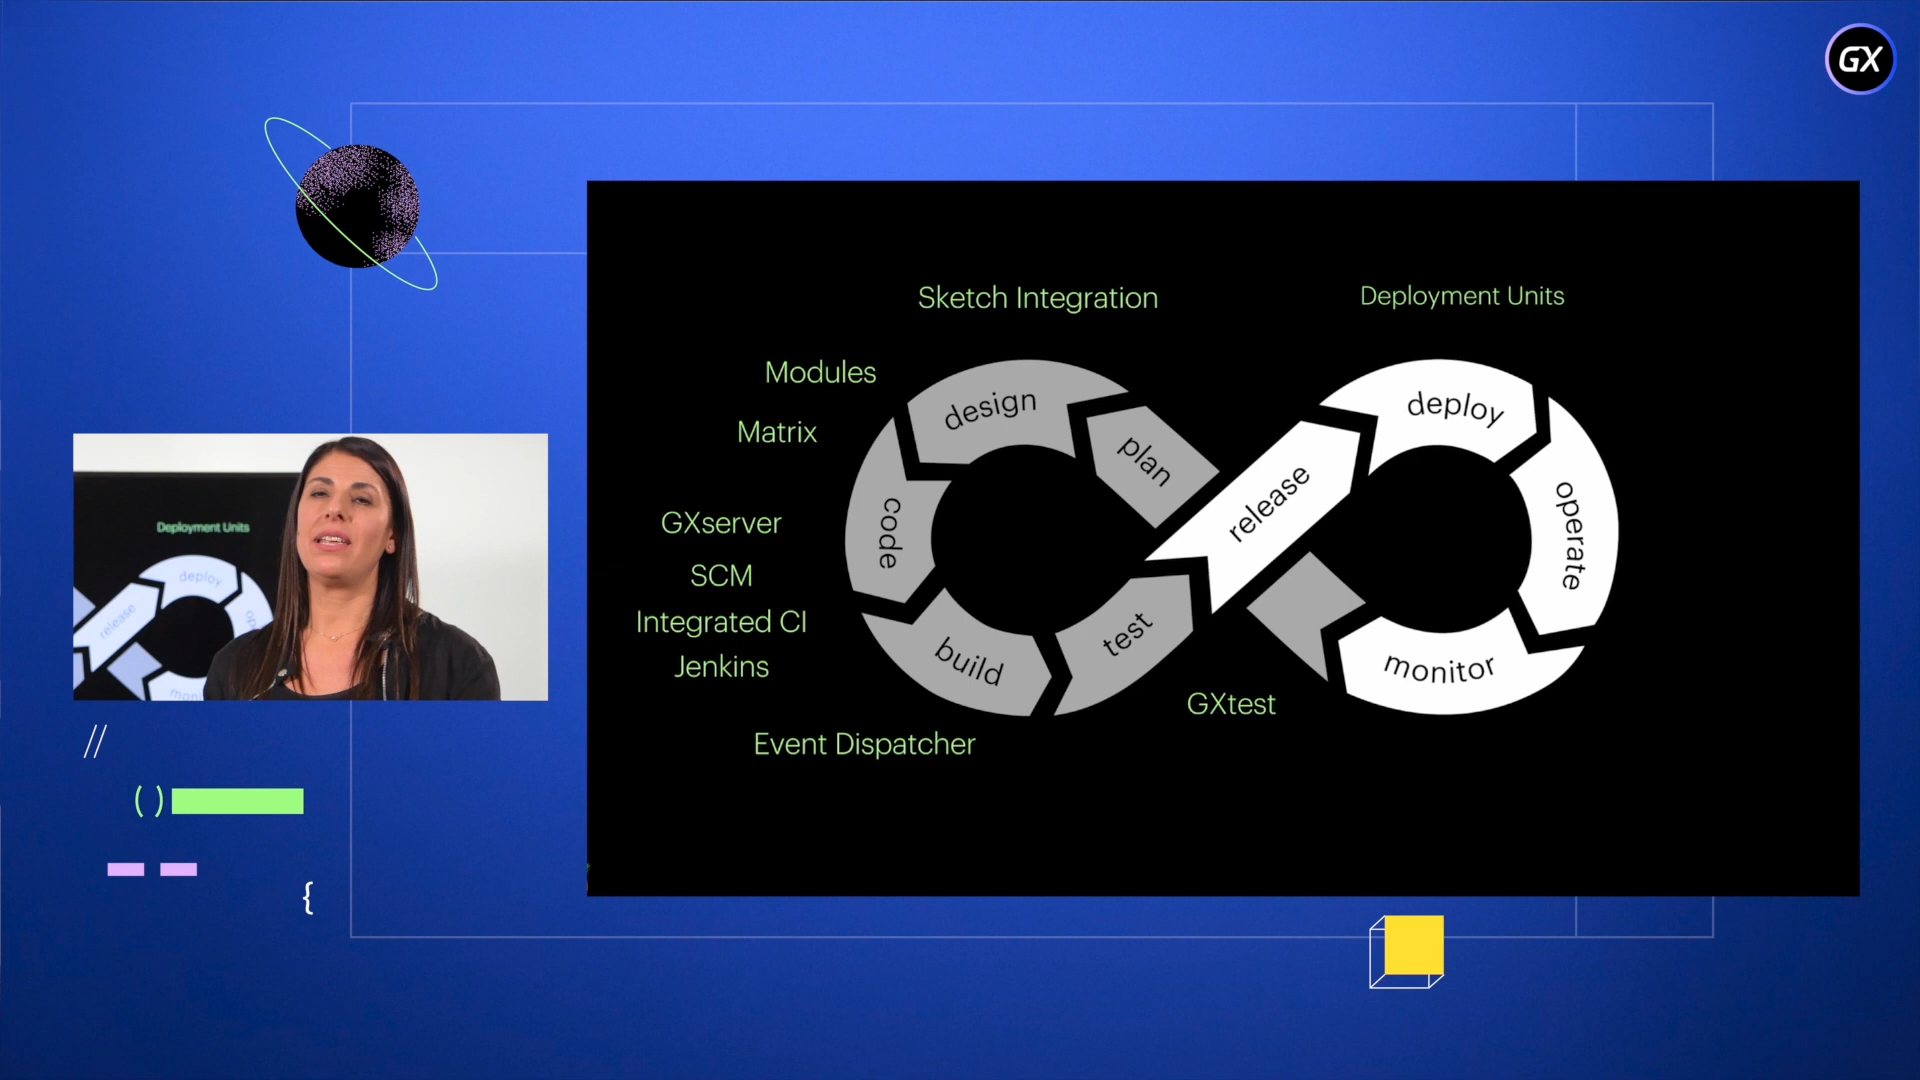 GX
Sketch Integration
Deployment Units
Modules
Matrix
GXserver
SCM
Integrated CI
Jenkins
Event Dispatcher
GXtest
plan
design
code
build
test
release
deploy
operate
monitor
Deployment Units
deploy
release
//
( )
{